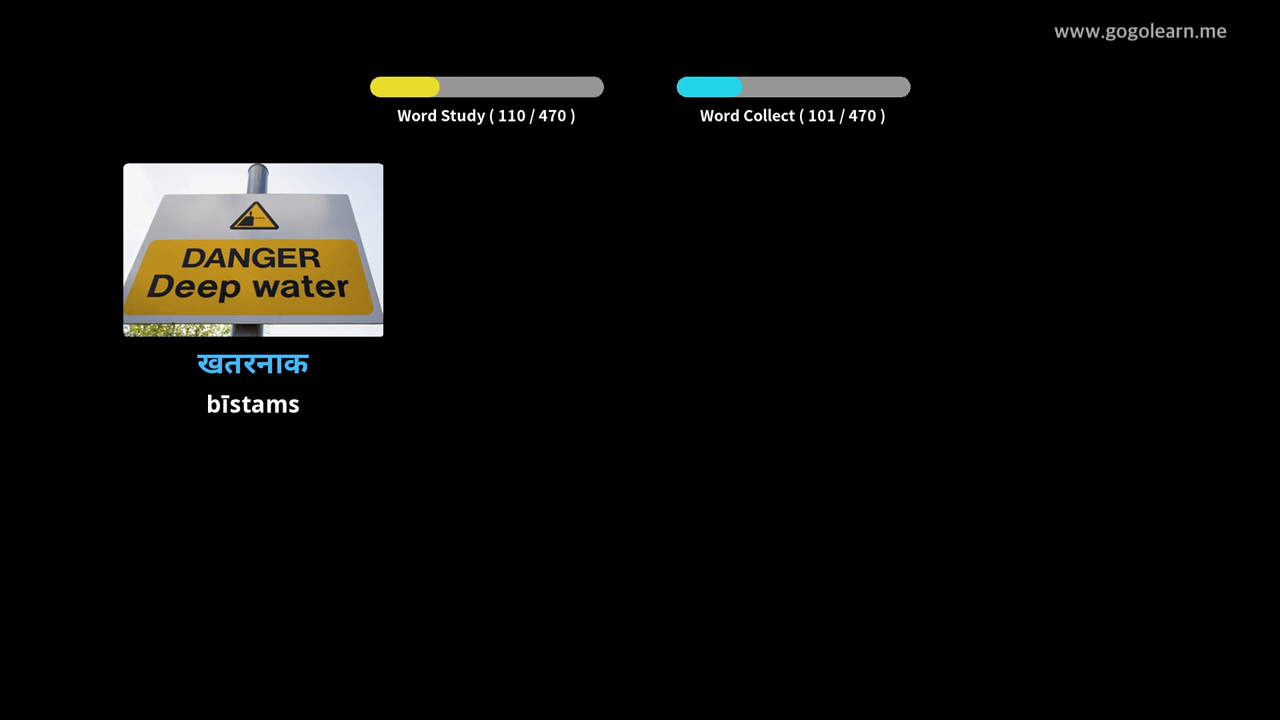 www.gogolearn.me
Word Study ( 110 / 470 )
Word Collect ( 101 / 470 )
DANGER
Deep water
खतरनाक
bīstams